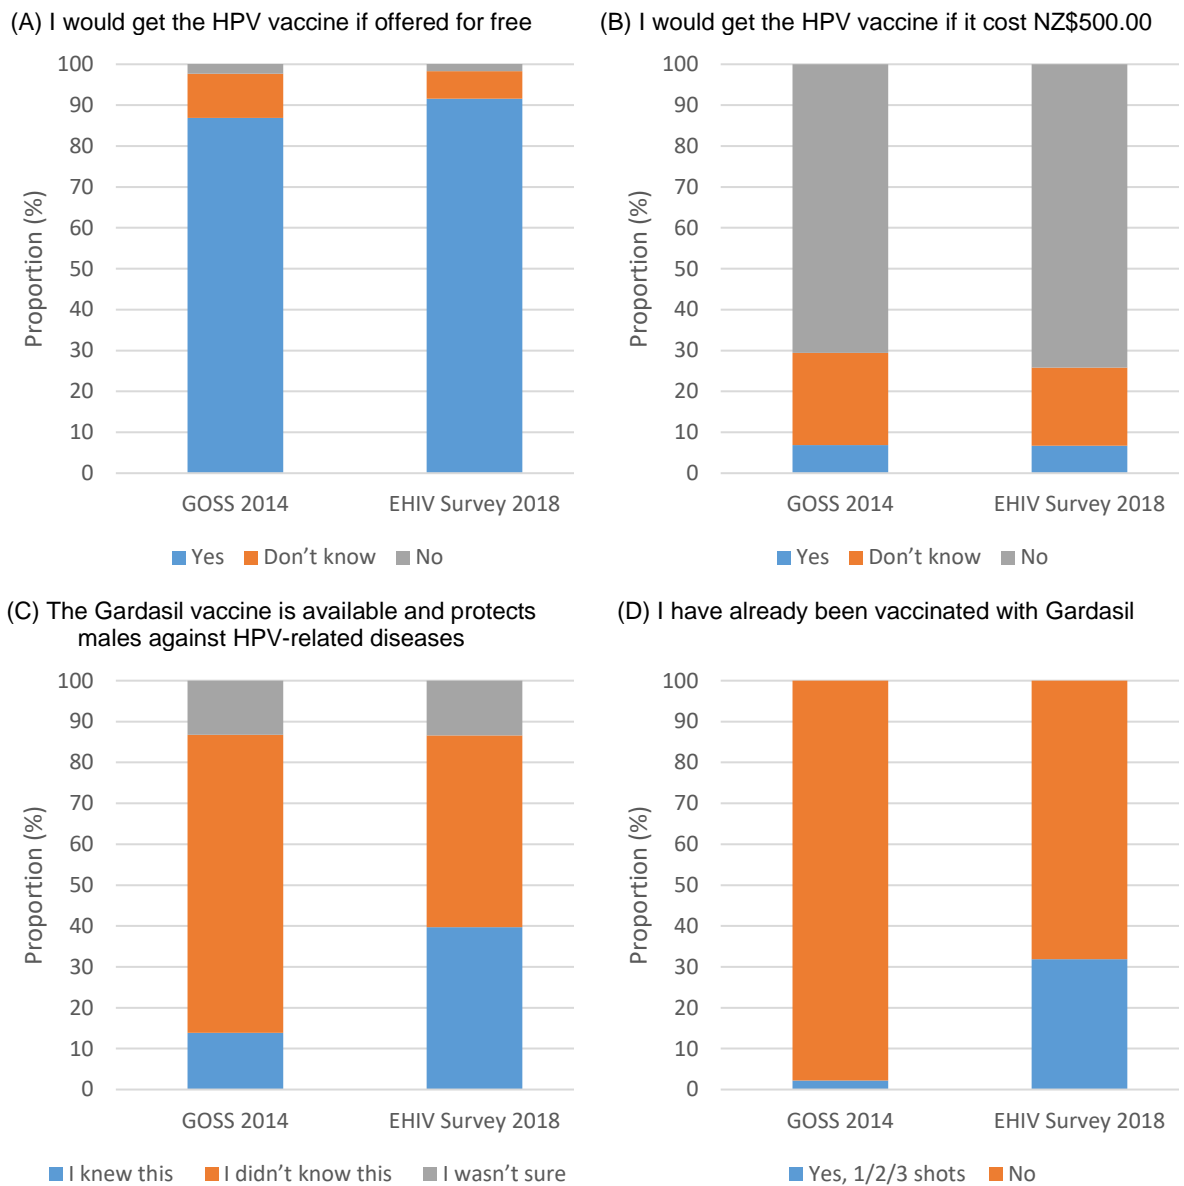 (A) I would get the HPV vaccine if offered for free
100
90
80
70
60
50
40
30
20
10
0
Proportion (%)
GOSS 2014 EHIV Survey 2018
Yes Don't know No
(B) I would get the HPV vaccine if it cost NZ$500.00
100
90
80
70
60
50
40
30
20
10
0
Proportion (%)
GOSS 2014 EHIV Survey 2018
Yes Don't know No
(C) The Gardasil vaccine is available and protects
males against HPV-related diseases
100
90
80
70
60
50
40
30
20
10
0
Proportion (%)
GOSS 2014 EHIV Survey 2018
I knew this I didn't know this I wasn't sure
(D) I have already been vaccinated with Gardasil
100
90
80
70
60
50
40
30
20
10
0
Proportion (%)
GOSS 2014 EHIV Survey 2018
Yes, 1/2/3 shots No